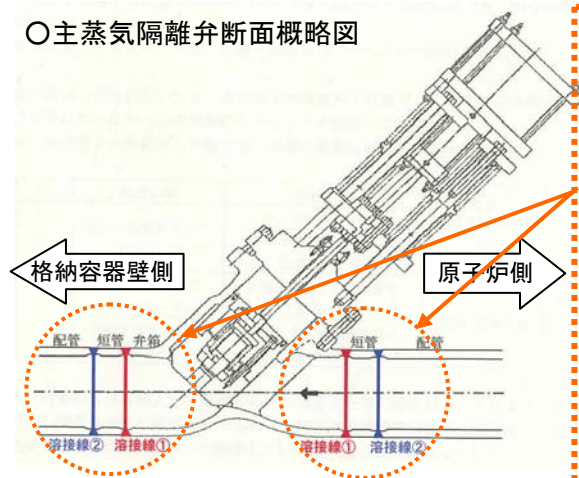 〇主蒸気隔離弁断面概略図
格納容器壁側
原子炉側
配管 短管 弁箱
短管 配管
溶接線② 溶接線①
溶接線① 溶接線②